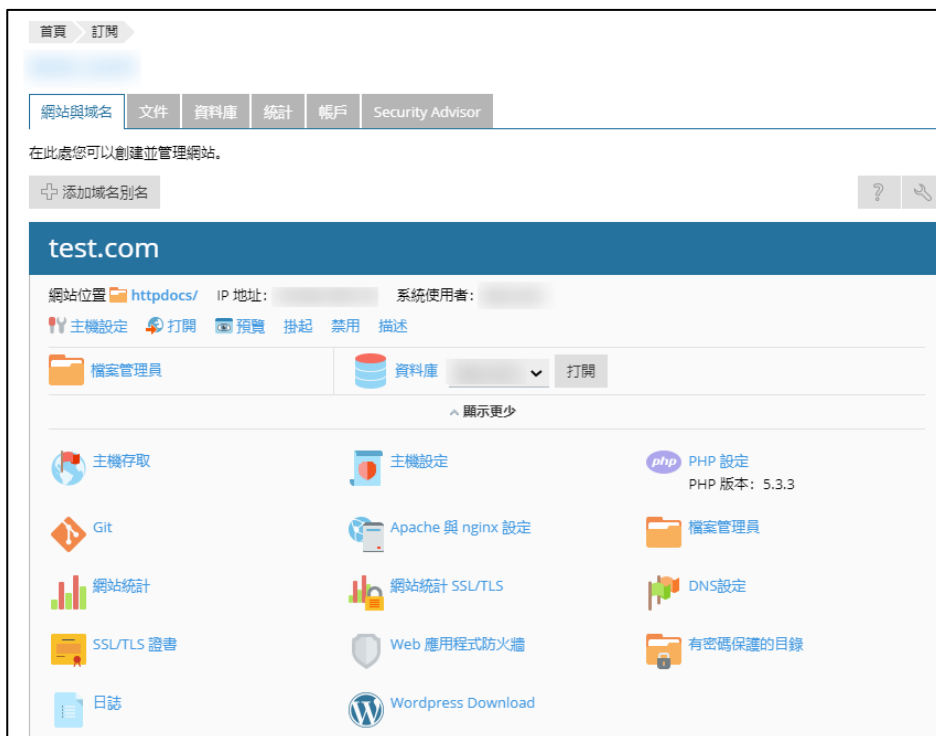 首頁 訂閱
網站與域名 文件 資料庫 統計 帳戶 Security Advisor
在此處您可以創建並管理網站。
添加域名別名 ?
test.com
網站位置 httpdocs/ IP 地址： 系統使用者：
主機設定 打開 預覽 掛起 禁用 描述
檔案管理員 資料庫 打開
顯示更少
主機存取 主機設定 php PHP 設定
PHP 版本： 5.3.3
Git Apache 與 nginx 設定 檔案管理員
網站統計 網站統計 SSL/TLS DNS設定
SSL/TLS 證書 Web 應用程式防火牆 有密碼保護的目錄
日誌 Wordpress Download